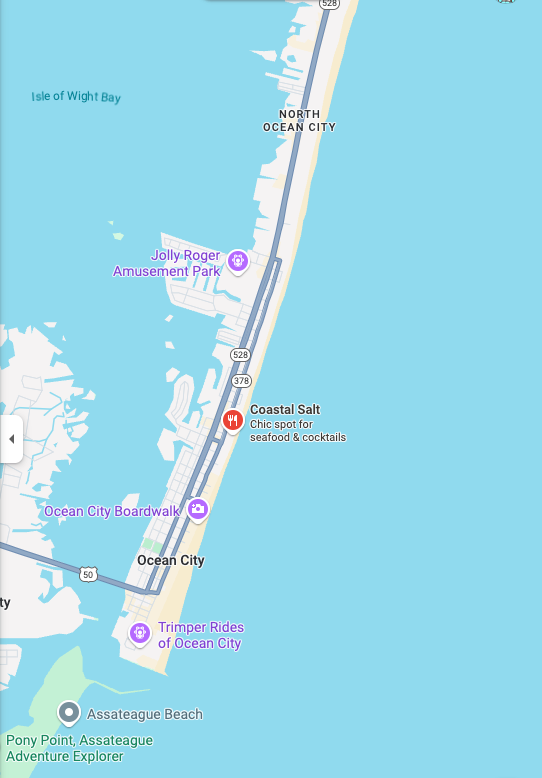 528
Isle of Wight Bay
NORTH
OCEAN CITY
Jolly Roger
Amusement Park
528
378
Coastal Salt
Chic spot for
seafood & cocktails
Ocean City Boardwalk
Ocean City
50
ty
Trimper Rides
of Ocean City
Assateague Beach
Pony Point, Assateague
Adventure Explorer